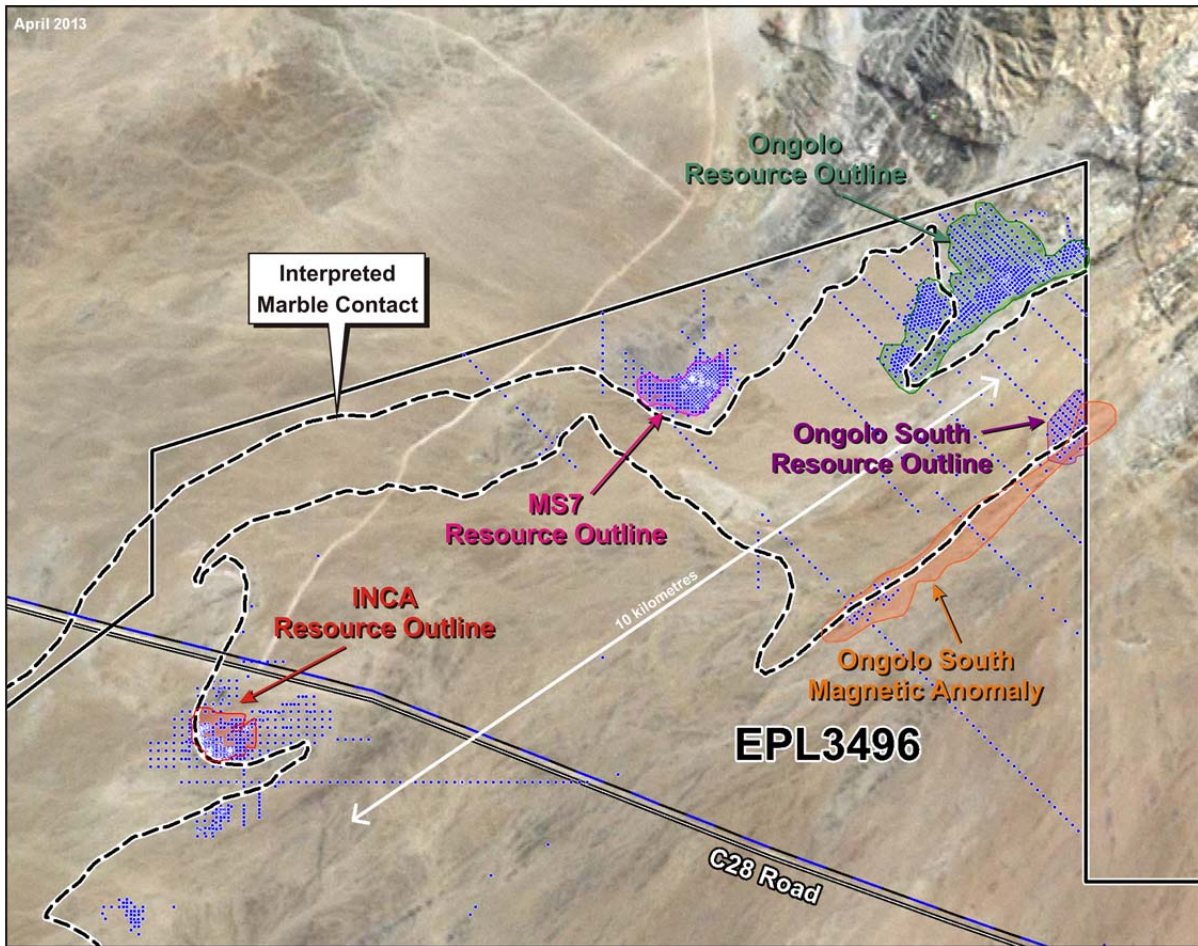 April 2013
Ongolo
Resource Outline
Interpreted
Marble Contact
Ongolo South
Resource Outline
MS7
Resource Outline
10 kilometres
INCA
Resource Outline
Ongolo South
Magnetic Anomaly
EPL3496
C28 Road